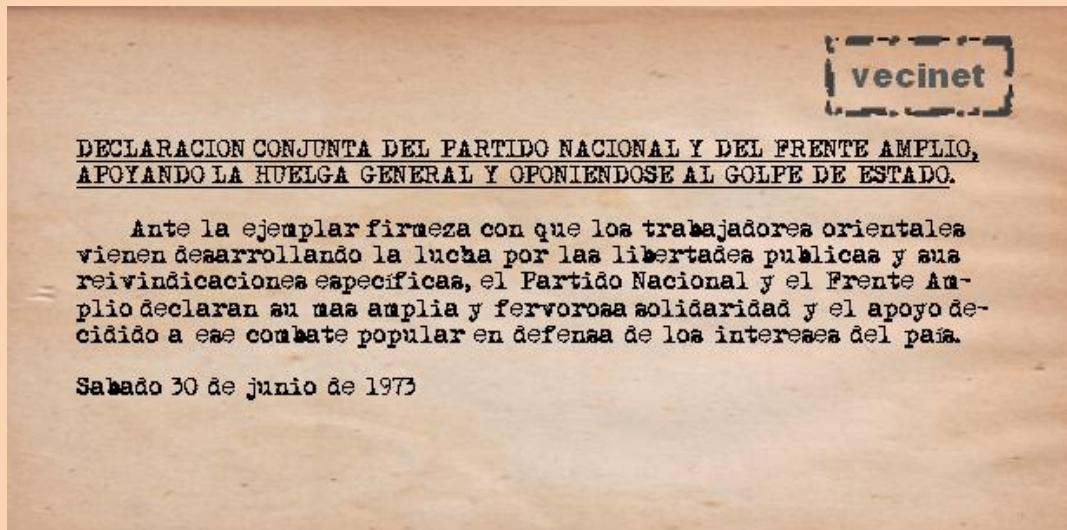 vecinet
DECLARACION CONJUNTA DEL PARTIDO NACIONAL Y DEL FRENTE AMPLIO,
APOYANDO LA HUELGA GENERAL Y OPONIENDOSE AL GOLPE DE ESTADO.
Ante la ejemplar firmeza con que los trabajadores orientales
vienen desarrollando la lucha por las libertades publicas y sus
reivindicaciones específicas, el Partido Nacional y el Frente Am-
plio declaran su mas amplia y fervorosa solidaridad y el apoyo de-
cidido a ese combate popular en defensa de los intereses del país.
Sabado 30 de junio de 1973